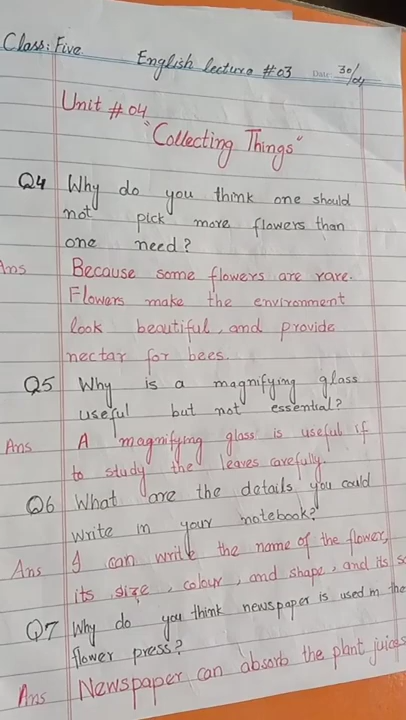 Class: Five
English lecture #03
Date: 30/04
Unit # 04
"Collecting Things"
Q4 Why do you think one should
not pick more flowers than
one need?
Ans Because some flowers are rare.
Flowers make the environment
look beautiful, and provide
nectar for bees.
Q5 Why is a magnifying glass
useful but not essential?
Ans A magnifying glass is useful if
to study the leaves carefully.
Q6 What are the details you could
write in your notebook?
Ans I can write the name of the flower,
its size, colour, and shape, and its
Q7 Why do you think newspaper is used in the
flower press?
Ans Newspaper can absorb the plant juices